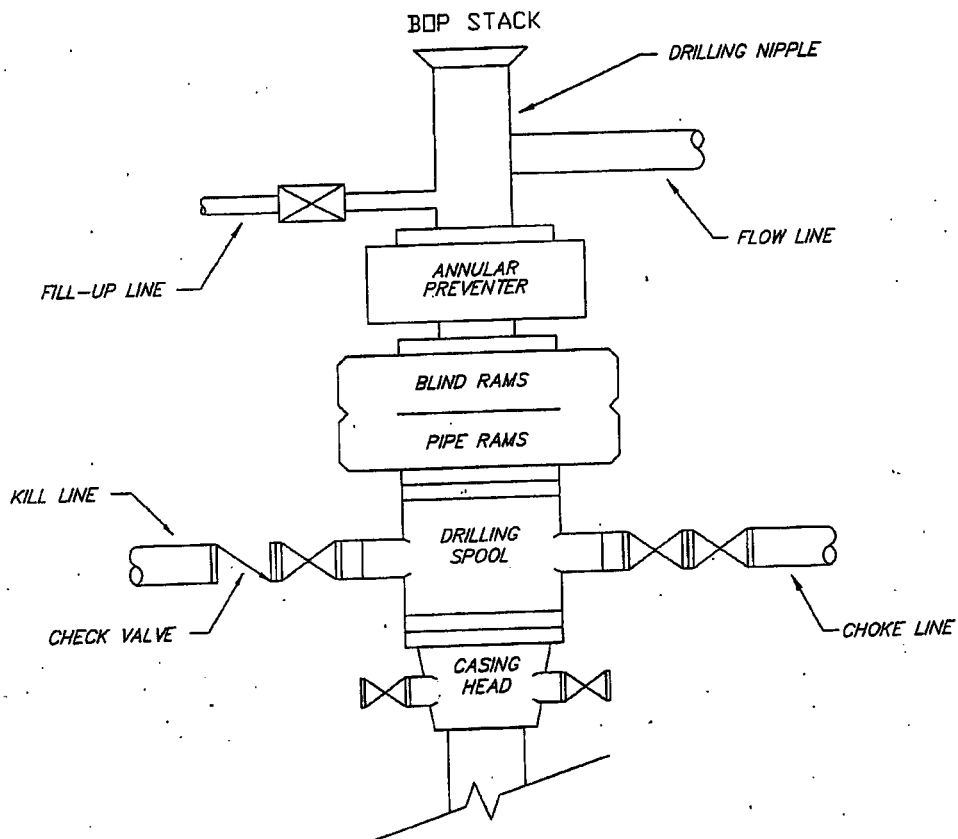 BOP STACK
DRILLING NIPPLE
FLOW LINE
FILL-UP LINE
ANNULAR
PREVENTER
BLIND RAMS
PIPE RAMS
KILL LINE
DRILLING
SPOOL
CHECK VALVE
CHOKE LINE
CASING
HEAD